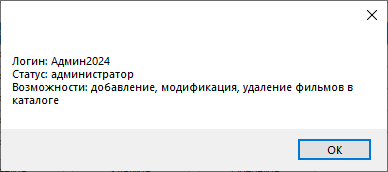 Логин: Админ2024
Статус: администратор
Возможности: добавление, модификация, удаление фильмов в
каталоге
OK